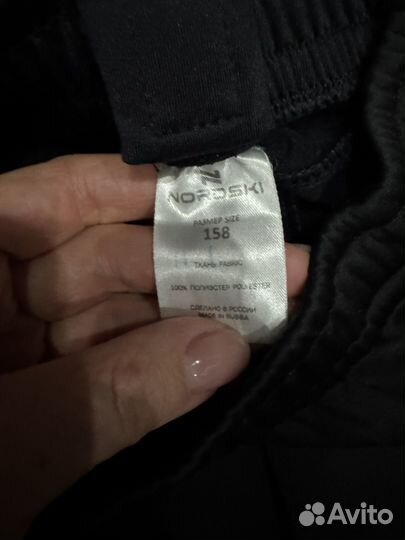 NORDSKI
РАЗМЕР SIZE
158
ТКАНЬ FABRIC
100% ПОЛИЭСТЕР POLYESTER
СДЕЛАНО В РОССИИ
MADE IN RUSSIA
Avito